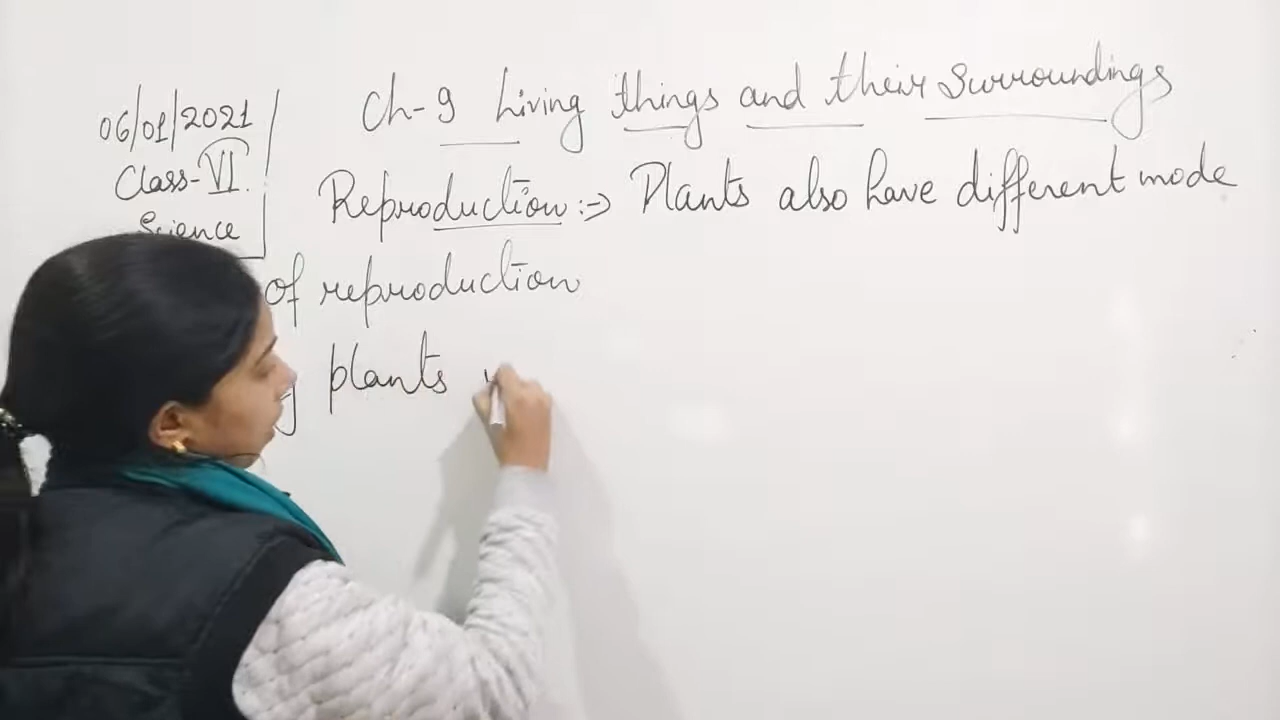 06/01/2021
Class-VI.
Science
Ch-9 Living things and their surroundings
Reproduction :-> Plants also have different mode
of reproduction
plants